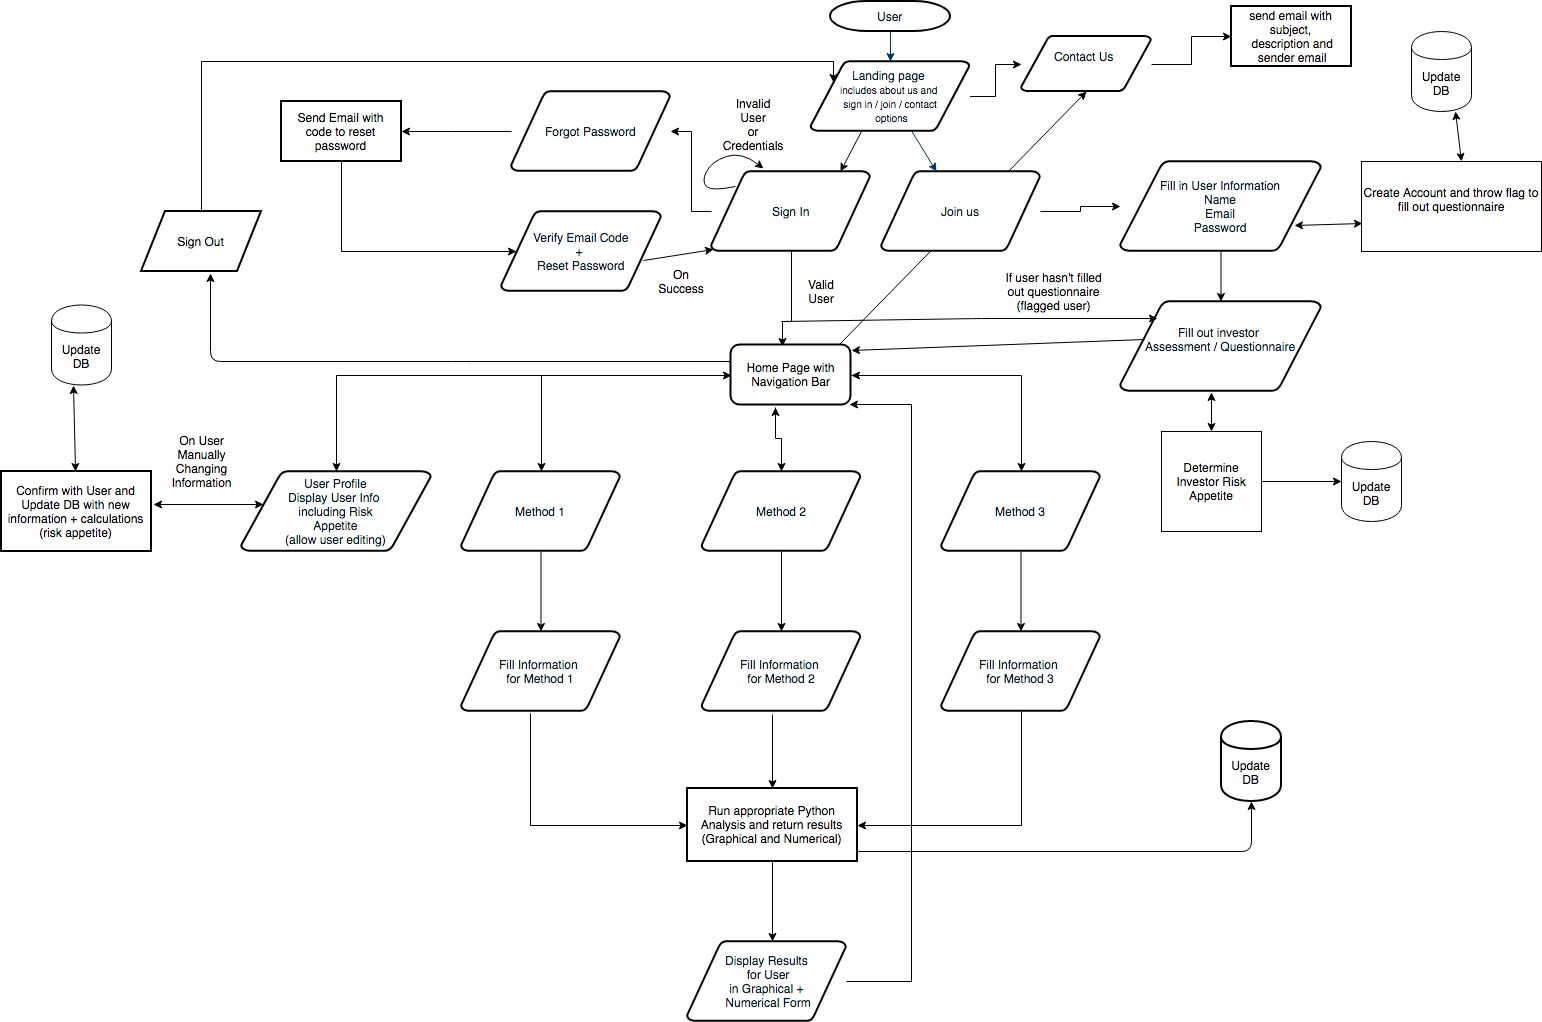 User
send email with
subject,
description and
sender email
Contact Us
Update
DB
Landing page
includes about us and
sign in / join / contact
options
Send Email with
code to reset
password
Forgot Password
Invalid
User
or
Credentials
Sign In
Join us
Fill in User Information
Name
Email
Password
Create Account and throw flag to
fill out questionnaire
Sign Out
Verify Email Code
+
Reset Password
On
Success
Valid
User
If user hasn't filled
out questionnaire
(flagged user)
Fill out investor
Assessment / Questionnaire
Update
DB
Home Page with
Navigation Bar
On User
Manually
Changing
Information
Confirm with User and
Update DB with new
information + calculations
(risk appetite)
User Profile
Display User Info
including Risk
Appetite
(allow user editing)
Method 1
Method 2
Method 3
Determine
Investor Risk
Appetite
Update
DB
Fill Information
for Method 1
Fill Information
for Method 2
Fill Information
for Method 3
Update
DB
Run appropriate Python
Analysis and return results
(Graphical and Numerical)
Display Results
for User
in Graphical +
Numerical Form